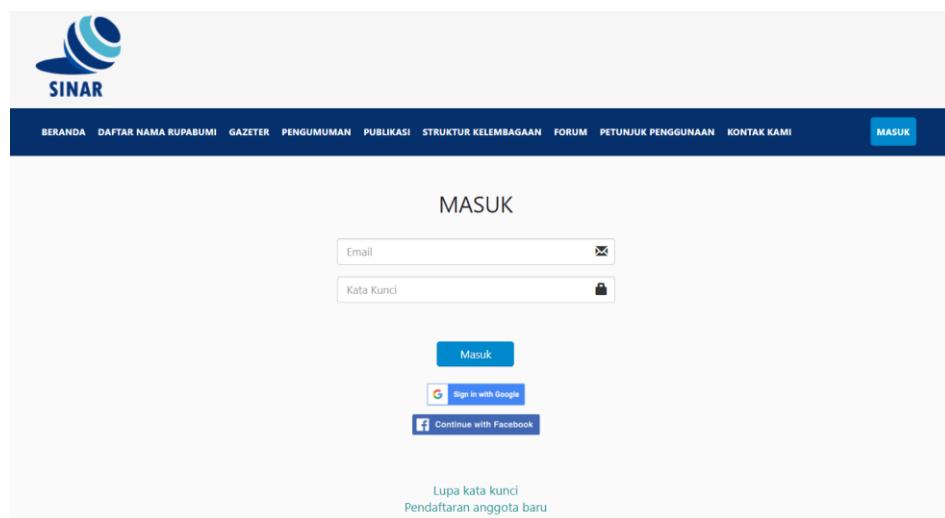 SINAR
BERANDA DAFTAR NAMA RUPABUMI GAZETER PENGUMUMAN PUBLIKASI STRUKTUR KELEMBAGAAN FORUM PETUNJUK PENGGUNAAN KONTAK KAMI MASUK
MASUK
Email
Kata Kunci
Masuk
Sign in with Google
Continue with Facebook
Lupa kata kunci
Pendaftaran anggota baru